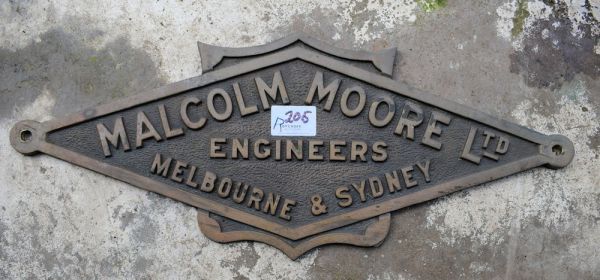 MALCOLM MOORE LTD
205
ENGINEERS
MELBOURNE & SYDNEY